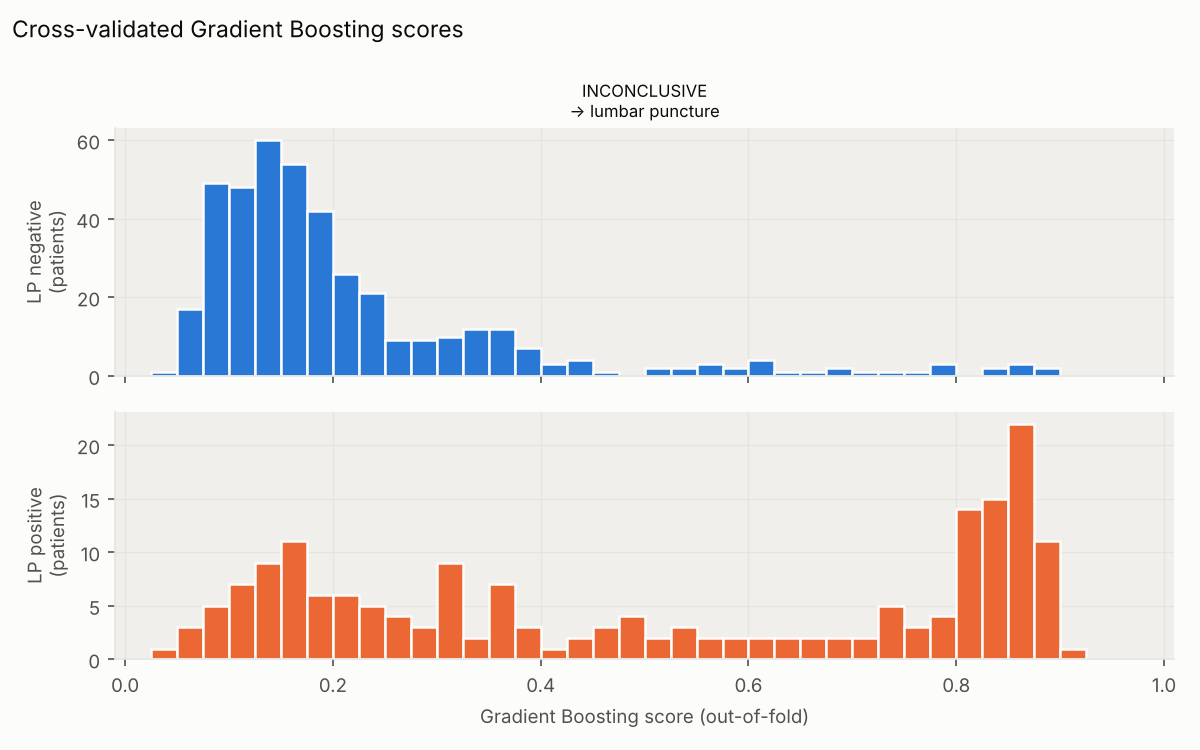 Cross-validated Gradient Boosting scores
INCONCLUSIVE
→ lumbar puncture
LP negative
(patients)
60
40
20
0
LP positive
(patients)
20
15
10
5
0
0.0 0.2 0.4 0.6 0.8 1.0
Gradient Boosting score (out-of-fold)